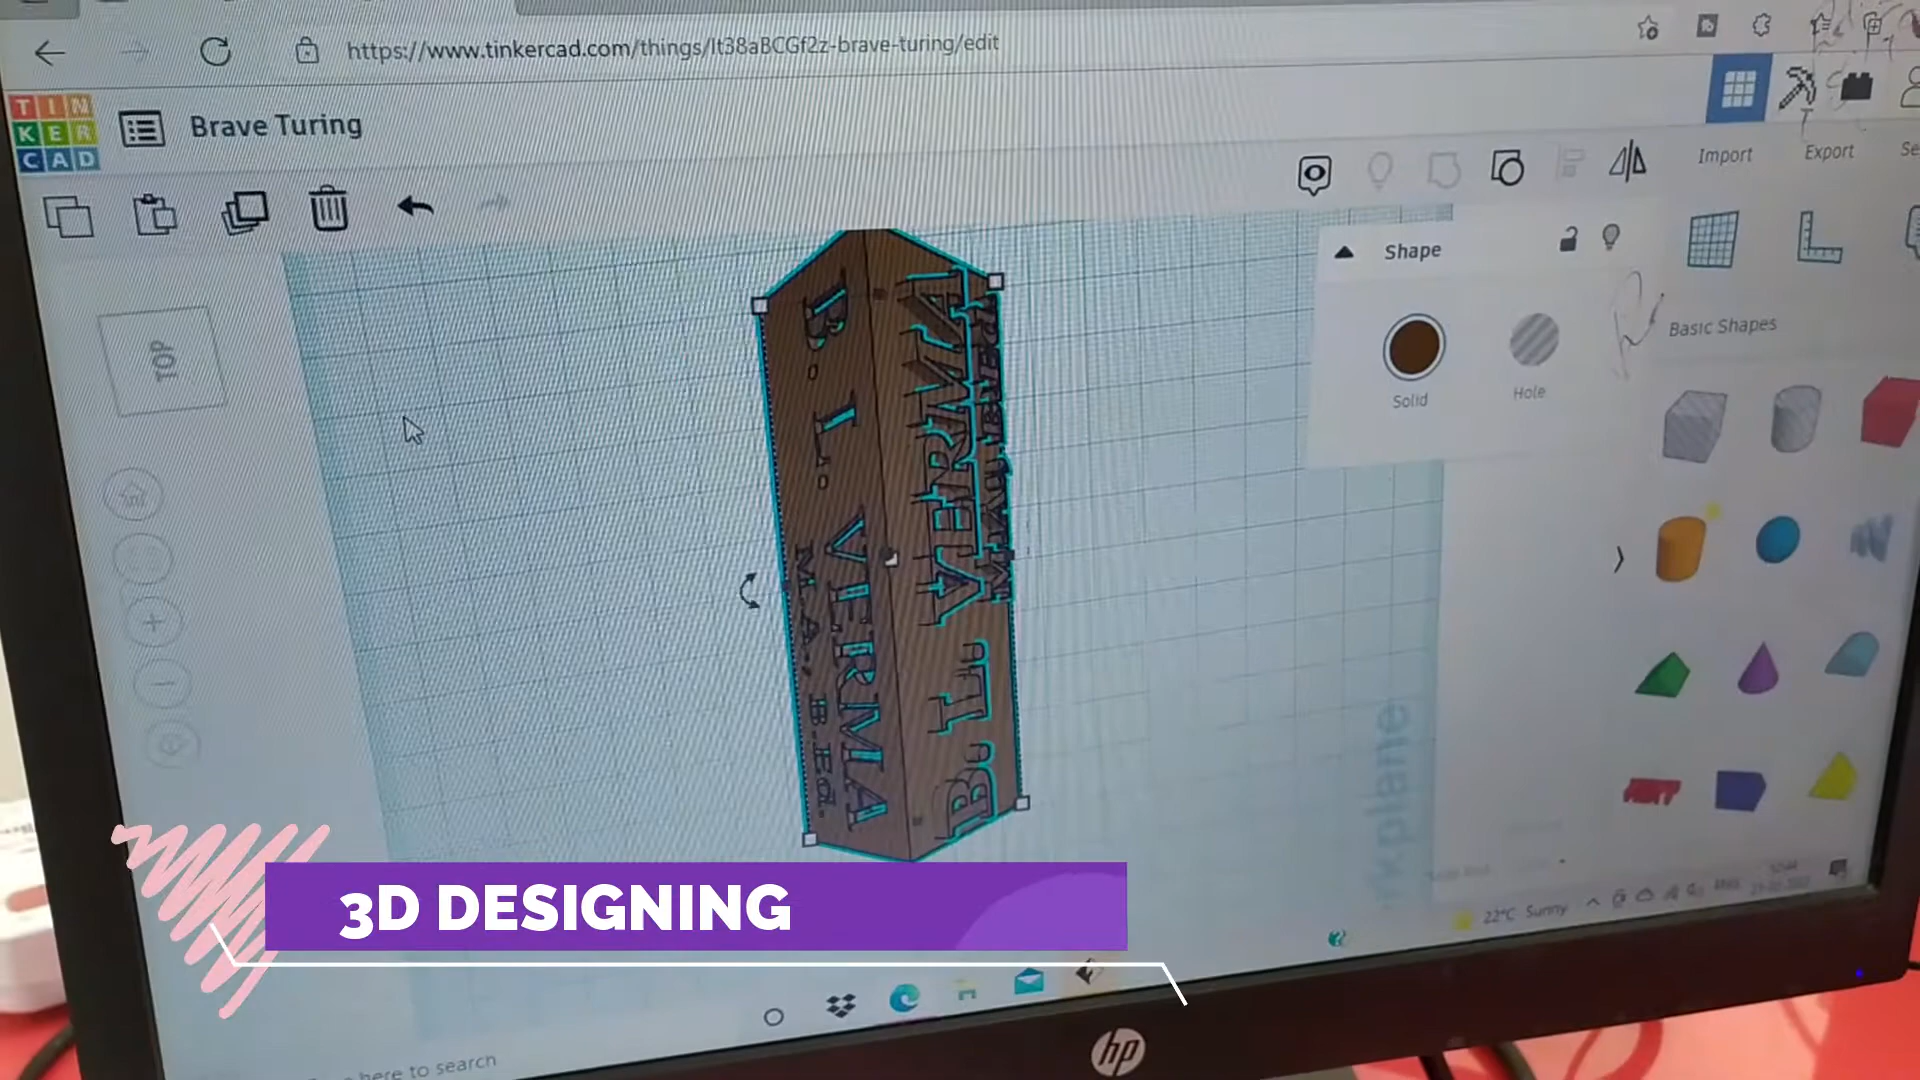 https://www.tinkercad.com/things/lt38aBCGf2z-brave-turing/edit
TIN
KER
CAD
Brave Turing
Import
Export
Shape
TOP
Solid
Hole
Basic Shapes
B. L. VERMA
M.A., B.Ed.
B. L. VERMA
22°C Sunny
here to search
hp
3D DESIGNING